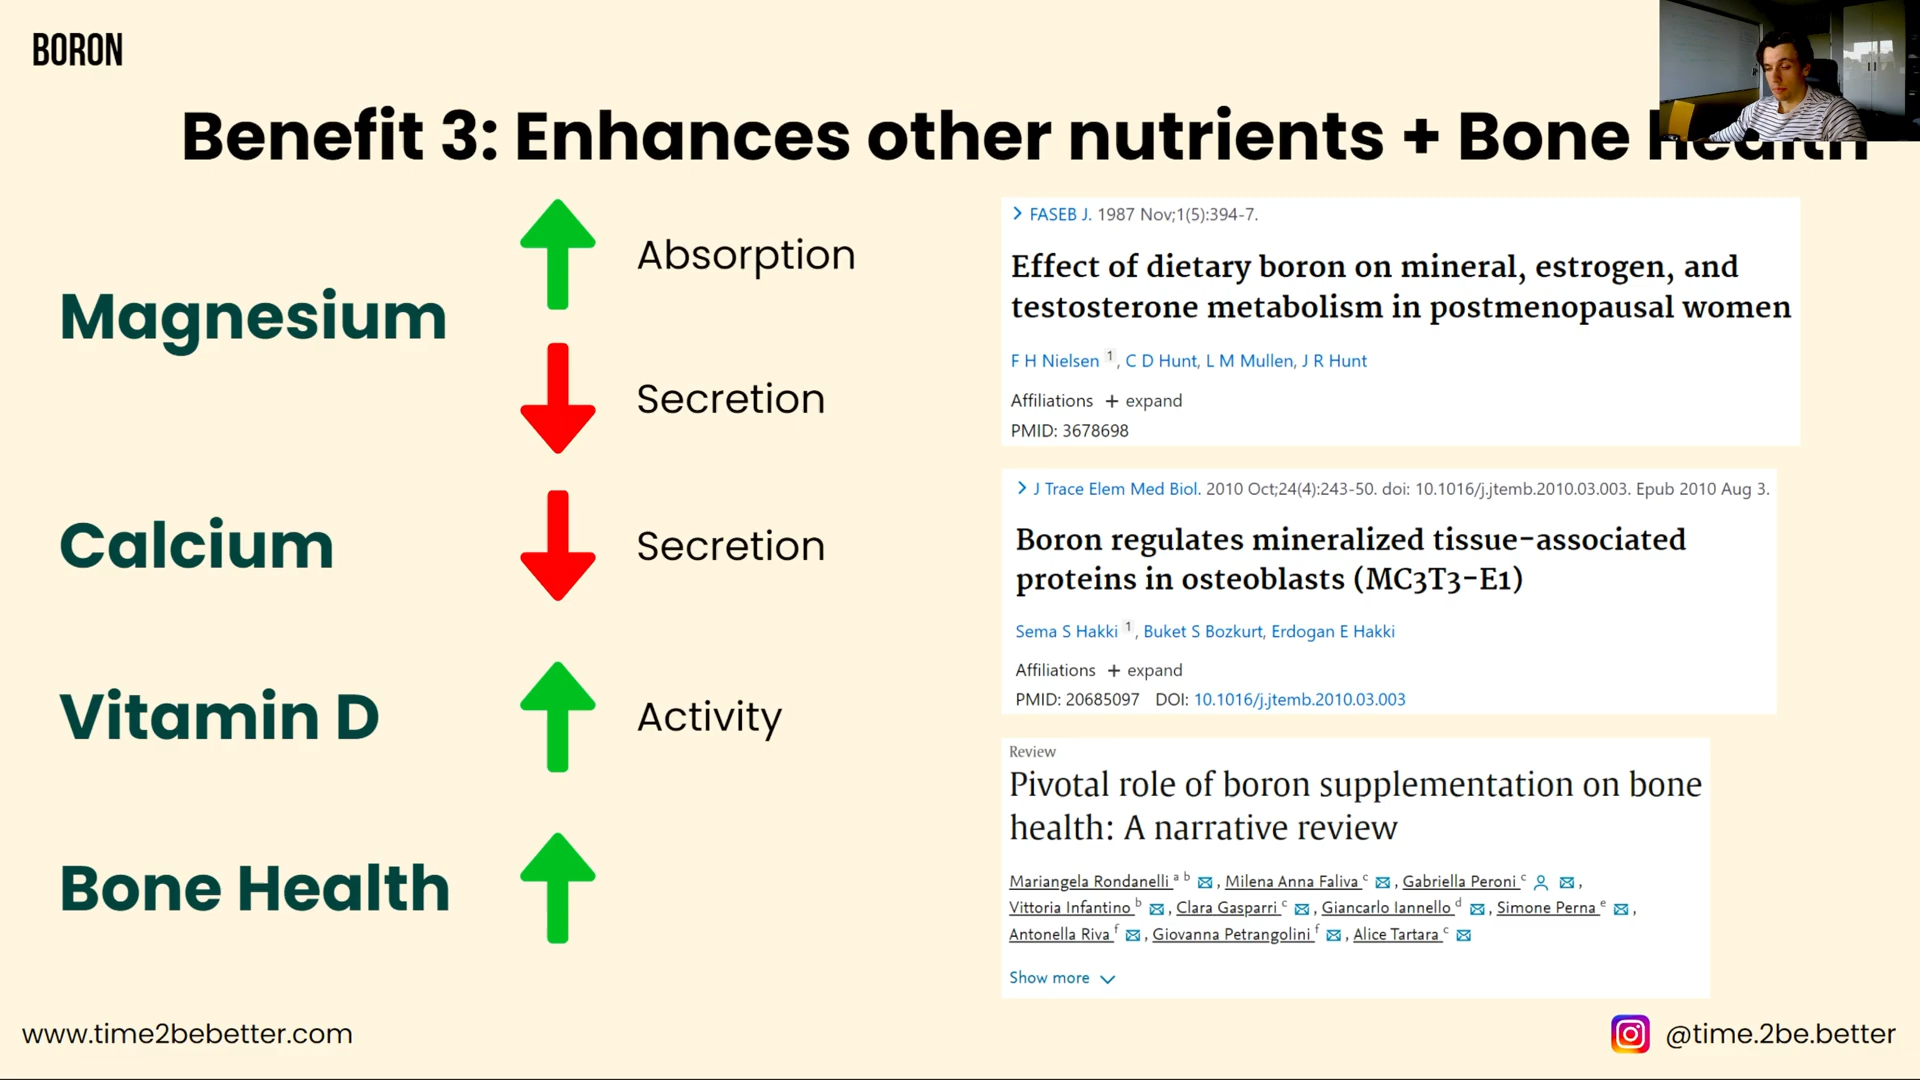 BORON
Benefit 3: Enhances other nutrients + Bone Health
Magnesium
Absorption
Secretion
Calcium
Secretion
Vitamin D
Activity
Bone Health
FASEB J. 1987 Nov;1(5):394-7.
Effect of dietary boron on mineral, estrogen, and
testosterone metabolism in postmenopausal women
F H Nielsen 1, C D Hunt, L M Mullen, J R Hunt
Affiliations + expand
PMID: 3678698
J Trace Elem Med Biol. 2010 Oct;24(4):243-50. doi: 10.1016/j.jtemb.2010.03.003. Epub 2010 Aug 3.
Boron regulates mineralized tissue-associated
proteins in osteoblasts (MC3T3-E1)
Sema S Hakki 1, Buket S Bozkurt, Erdogan E Hakki
Affiliations + expand
PMID: 20685097 DOI: 10.1016/j.jtemb.2010.03.003
Review
Pivotal role of boron supplementation on bone
health: A narrative review
Mariangela Rondanelli a b, Milena Anna Faliva c, Gabriella Peroni c,
Vittoria Infantino b, Clara Gasparri c, Giancarlo Iannello d, Simone Perna e,
Antonella Riva f, Giovanna Petrangolini f, Alice Tartara c
Show more
www.time2bebetter.com
@time.2be.better